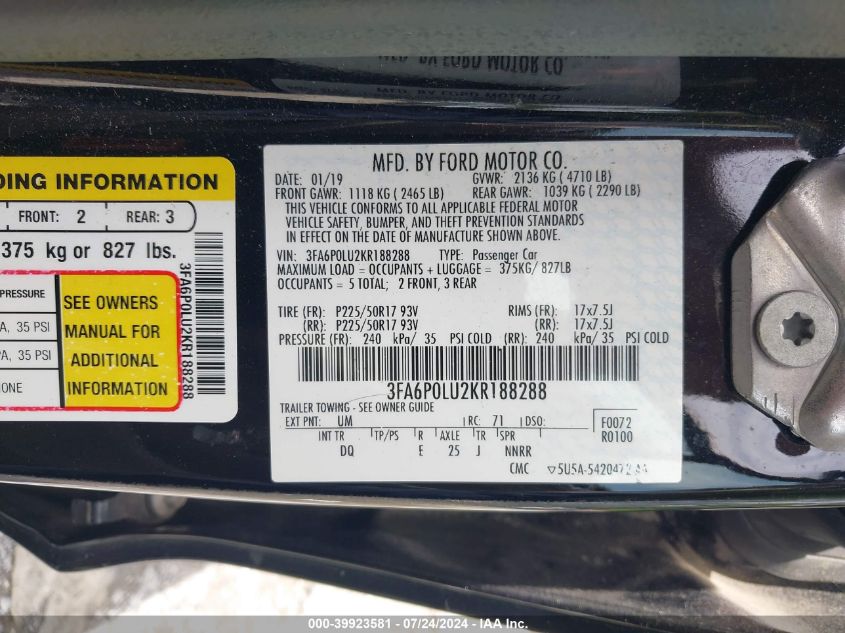 MFD. BY FORD MOTOR CO.
DING INFORMATION
FRONT: 2 REAR: 3
375 kg or 827 lbs.
PRESSURE
A, 35 PSI
PA, 35 PSI
ONE
SEE OWNERS
MANUAL FOR
ADDITIONAL
INFORMATION
3FA6P0LU2KR188288
MFD. BY FORD MOTOR CO.
DATE: 01/19 GVWR: 2136 KG ( 4710 LB)
FRONT GAWR: 1118 KG ( 2465 LB) REAR GAWR: 1039 KG ( 2290 LB)
THIS VEHICLE CONFORMS TO ALL APPLICABLE FEDERAL MOTOR
VEHICLE SAFETY, BUMPER, AND THEFT PREVENTION STANDARDS
IN EFFECT ON THE DATE OF MANUFACTURE SHOWN ABOVE.
VIN: 3FA6P0LU2KR188288 TYPE: Passenger Car
MAXIMUM LOAD = OCCUPANTS + LUGGAGE = 375KG/ 827LB
OCCUPANTS = 5 TOTAL; 2 FRONT, 3 REAR
TIRE (FR): P225/50R17 93V RIMS (FR): 17x7.5J
(RR): P225/50R17 93V (RR): 17x7.5J
PRESSURE (FR): 240 kPa/ 35 PSI COLD (RR): 240 kPa/ 35 PSI COLD
3FA6P0LU2KR188288
TRAILER TOWING - SEE OWNER GUIDE
EXT PNT: UM RC: 71 DSO: F0072
R0100
INT TR TP/PS R AXLE TR SPR
DQ E 25 J NNRR
CMC 5U5A-5420472-AA
000-39923581 - 07/24/2024 - IAA Inc.